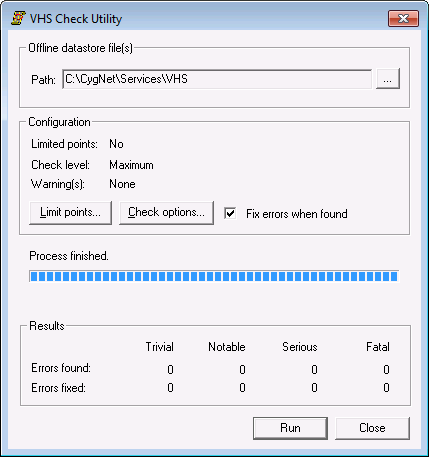 VHS Check Utility
Offline datastore file(s)
Path: C:\CygNet\Services\VHS ...
Configuration
Limited points: No
Check level: Maximum
Warning(s): None
Limit points... Check options... Fix errors when found
Process finished.
Results
Trivial Notable Serious Fatal
Errors found: 0 0 0 0
Errors fixed: 0 0 0 0
Run Close